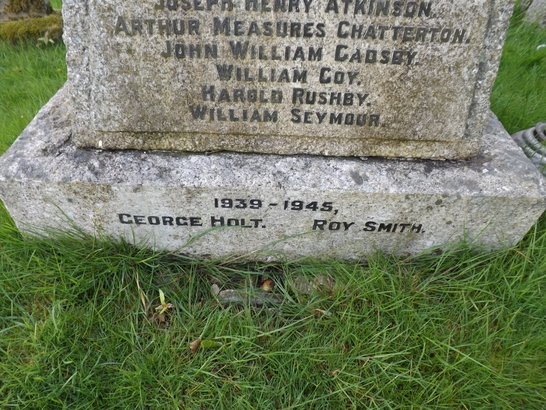 JOSEPH HENRY ATKINSON.
ARTHUR MEASURES CHATTERTON.
JOHN WILLIAM GADSBY.
WILLIAM COY.
HAROLD RUSHBY.
WILLIAM SEYMOUR.
1939-1945,
GEORGE HOLT. ROY SMITH.